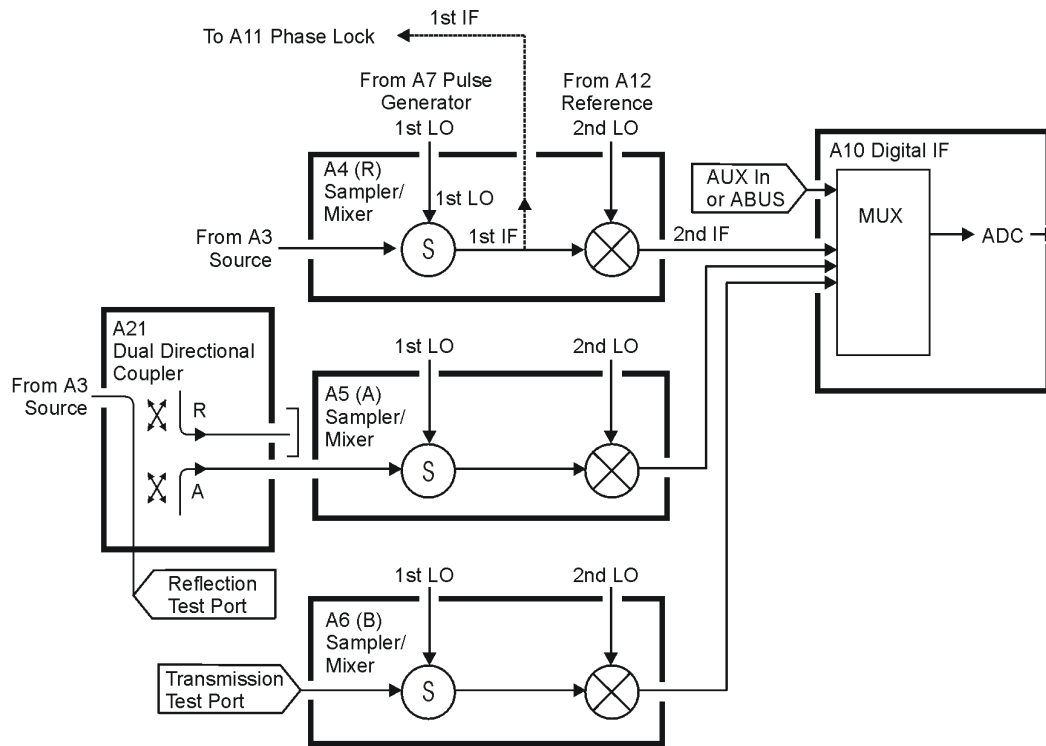 1st IF
To A11 Phase Lock
From A7 Pulse
Generator
1st LO
From A12
Reference
2nd LO
A4 (R)
Sampler/
Mixer
1st LO
From A3
Source
S
1st IF
2nd IF
AUX In
or ABUS
A10 Digital IF
MUX
ADC
A21
Dual Directional
Coupler
From A3
Source
R
A
1st LO
2nd LO
A5 (A)
Sampler/
Mixer
S
Reflection
Test Port
1st LO
2nd LO
A6 (B)
Sampler/
Mixer
S
Transmission
Test Port